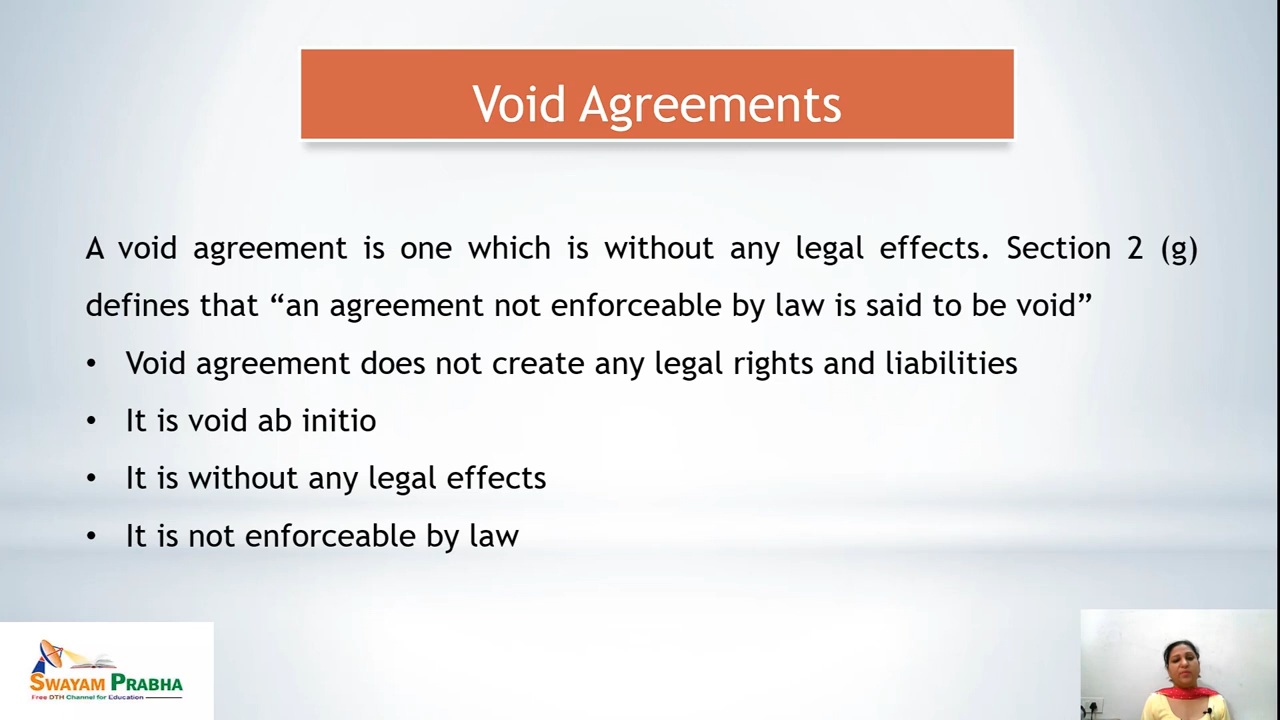 Void Agreements
A void agreement is one which is without any legal effects. Section 2 (g)
defines that “an agreement not enforceable by law is said to be void”
• Void agreement does not create any legal rights and liabilities
• It is void ab initio
• It is without any legal effects
• It is not enforceable by law
SWAYAM PRABHA
Free DTH Channel for Education